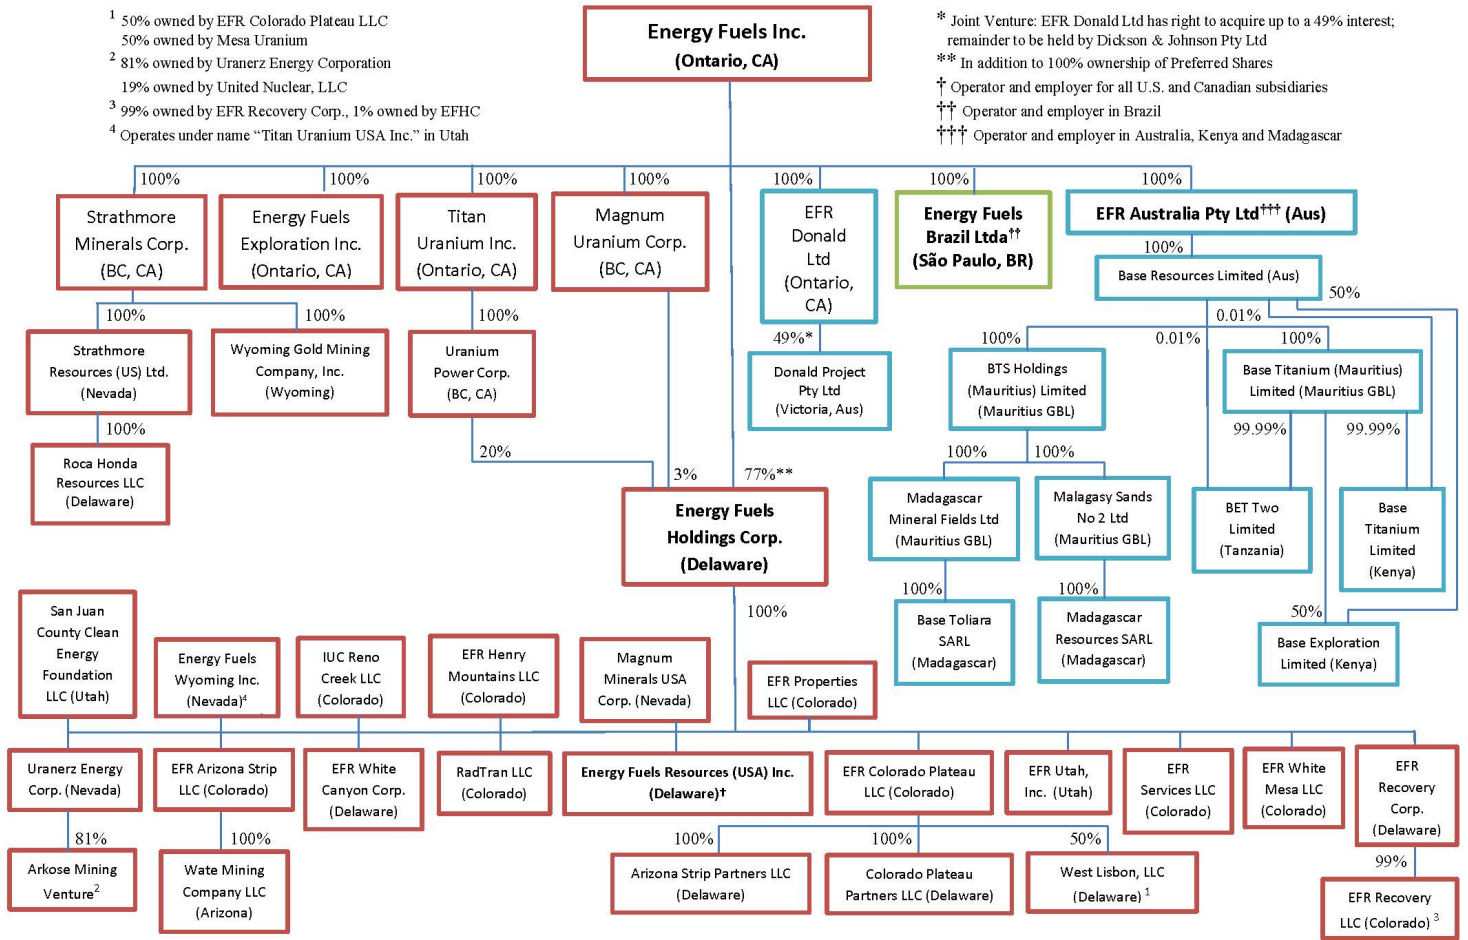 1 50% owned by EFR Colorado Plateau LLC
50% owned by Mesa Uranium
2 81% owned by Uranerz Energy Corporation
19% owned by United Nuclear, LLC
3 99% owned by EFR Recovery Corp., 1% owned by EFHC
4 Operates under name “Titan Uranium USA Inc.” in Utah
Energy Fuels Inc.
(Ontario, CA)
* Joint Venture: EFR Donald Ltd has right to acquire up to a 49% interest;
remainder to be held by Dickson & Johnson Pty Ltd
** In addition to 100% ownership of Preferred Shares
† Operator and employer for all U.S. and Canadian subsidiaries
†† Operator and employer in Brazil
††† Operator and employer in Australia, Kenya and Madagascar
100%
100%
100%
100%
100%
100%
100%
Strathmore
Minerals Corp.
(BC, CA)
Energy Fuels
Exploration Inc.
(Ontario, CA)
Titan
Uranium Inc.
(Ontario, CA)
Magnum
Uranium Corp.
(BC, CA)
EFR
Donald
Ltd
(Ontario,
CA)
Energy Fuels
Brazil Ltda††
(São Paulo, BR)
EFR Australia Pty Ltd††† (Aus)
100%
Base Resources Limited (Aus)
50%
100%
100%
100%
49%*
0.01%
0.01%
100%
100%
Strathmore
Resources (US) Ltd.
(Nevada)
Wyoming Gold Mining
Company, Inc.
(Wyoming)
Uranium
Power Corp.
(BC, CA)
Donald Project
Pty Ltd
(Victoria, Aus)
BTS Holdings
(Mauritius) Limited
(Mauritius GBL)
Base Titanium (Mauritius)
Limited (Mauritius GBL)
100%
20%
3%
77%**
100%
100%
99.99%
99.99%
Roca Honda
Resources LLC
(Delaware)
Energy Fuels
Holdings Corp.
(Delaware)
Madagascar
Mineral Fields Ltd
(Mauritius GBL)
Malagasy Sands
No 2 Ltd
(Mauritius GBL)
BET Two
Limited
(Tanzania)
Base
Titanium
Limited
(Kenya)
100%
100%
100%
50%
Base Toliara
SARL
(Madagascar)
Madagascar
Resources SARL
(Madagascar)
Base Exploration
Limited (Kenya)
San Juan
County Clean
Energy
Foundation
LLC (Utah)
Energy Fuels
Wyoming Inc.
(Nevada)4
IUC Reno
Creek LLC
(Colorado)
EFR Henry
Mountains LLC
(Colorado)
Magnum
Minerals USA
Corp. (Nevada)
EFR Properties
LLC (Colorado)
Uranerz Energy
Corp. (Nevada)
EFR Arizona Strip
LLC (Colorado)
EFR White
Canyon Corp.
(Delaware)
RadTran LLC
(Colorado)
Energy Fuels Resources (USA) Inc.
(Delaware)†
EFR Colorado Plateau
LLC (Colorado)
EFR Utah,
Inc. (Utah)
EFR
Services LLC
(Colorado)
EFR White
Mesa LLC
(Colorado)
EFR
Recovery
Corp.
(Delaware)
81%
100%
100%
100%
50%
99%
Arkose Mining
Venture2
Wate Mining
Company LLC
(Arizona)
Arizona Strip Partners LLC
(Delaware)
Colorado Plateau
Partners LLC (Delaware)
West Lisbon, LLC
(Delaware) 1
EFR Recovery
LLC (Colorado) 3